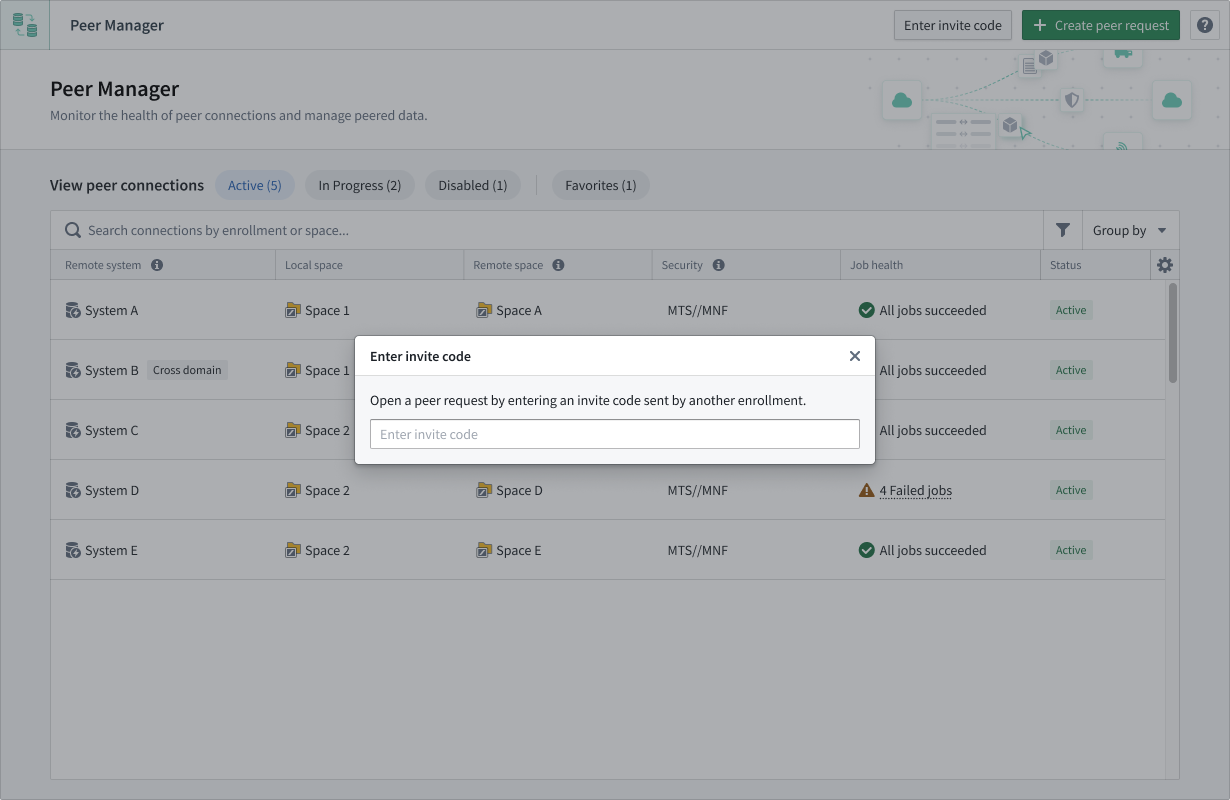 Peer Manager
Enter invite code
Create peer request
Peer Manager
Monitor the health of peer connections and manage peered data.
View peer connections Active (5) In Progress (2) Disabled (1) Favorites (1)
Search connections by enrollment or space...
Group by
Remote system Local space Remote space Security Job health Status
System A Space 1 Space A MTS//MNF All jobs succeeded Active
System B Cross domain Space 1 All jobs succeeded Active
System C Space 2 All jobs succeeded Active
System D Space 2 Space D MTS//MNF 4 Failed jobs Active
System E Space 2 Space E MTS//MNF All jobs succeeded Active
Enter invite code
Open a peer request by entering an invite code sent by another enrollment.
Enter invite code